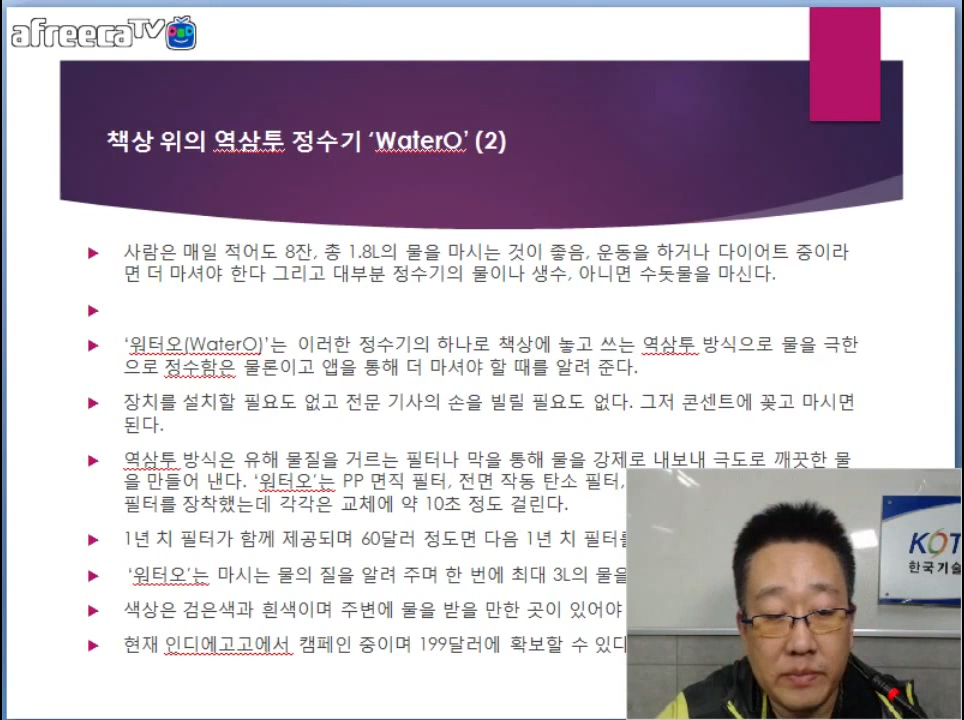 afreecaTV
책상 위의 역삼투 정수기 ‘WaterO’ (2)
사람은 매일 적어도 8잔, 총 1.8L의 물을 마시는 것이 좋음, 운동을 하거나 다이어트 중이라
면 더 마셔야 한다 그리고 대부분 정수기의 물이나 생수, 아니면 수돗물을 마신다.
‘워터오(WaterO)’는 이러한 정수기의 하나로 책상에 놓고 쓰는 역삼투 방식으로 물을 극한
으로 정수함은 물론이고 앱을 통해 더 마셔야 할 때를 알려 준다.
장치를 설치할 필요도 없고 전문 기사의 손을 빌릴 필요도 없다. 그저 콘센트에 꽂고 마시면
된다.
역삼투 방식은 유해 물질을 거르는 필터나 막을 통해 물을 강제로 내보내 극도로 깨끗한 물
을 만들어 낸다. ‘워터오’는 PP 면직 필터, 전면 작동 탄소 필터,
필터를 장착했는데 각각은 교체에 약 10초 정도 걸린다.
1년 치 필터가 함께 제공되며 60달러 정도면 다음 1년 치 필터를
‘워터오’는 마시는 물의 질을 알려 주며 한 번에 최대 3L의 물을
색상은 검은색과 흰색이며 주변에 물을 받을 만한 곳이 있어야
현재 인디에고고에서 캠페인 중이며 199달러에 확보할 수 있다
KOT
한국기술